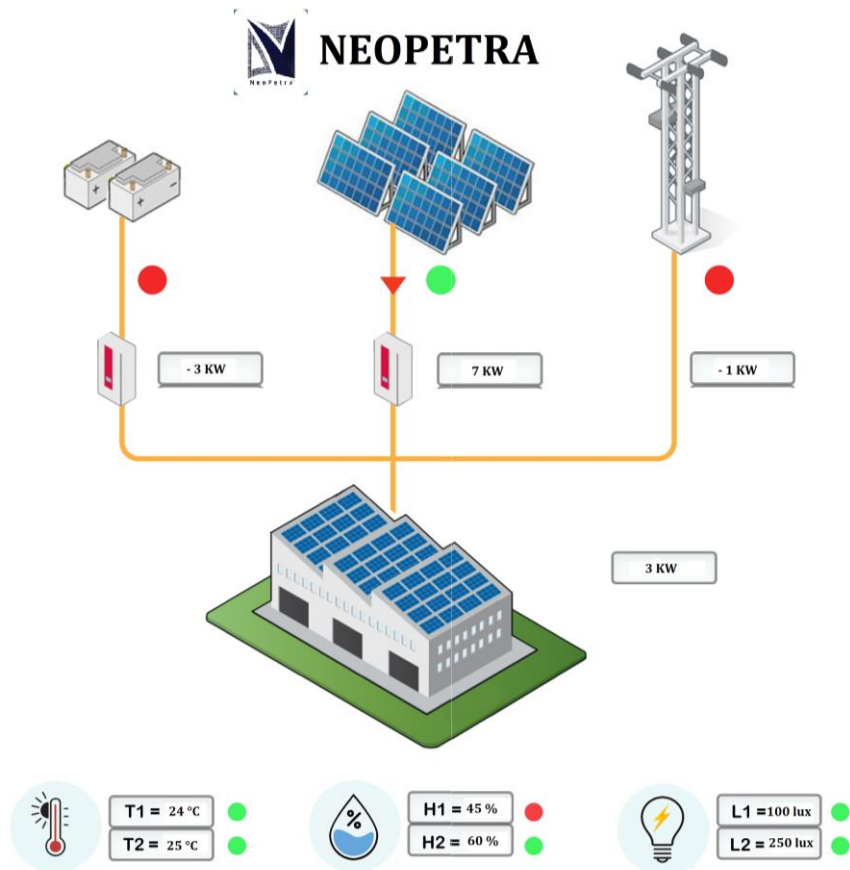 NEOPETRA
NeoPetra
- 3 KW
7 KW
- 1 KW
3 KW
T1 = 24 °C
T2 = 25 °C
%
H1 = 45 %
H2 = 60 %
L1 =100 lux
L2 = 250 lux